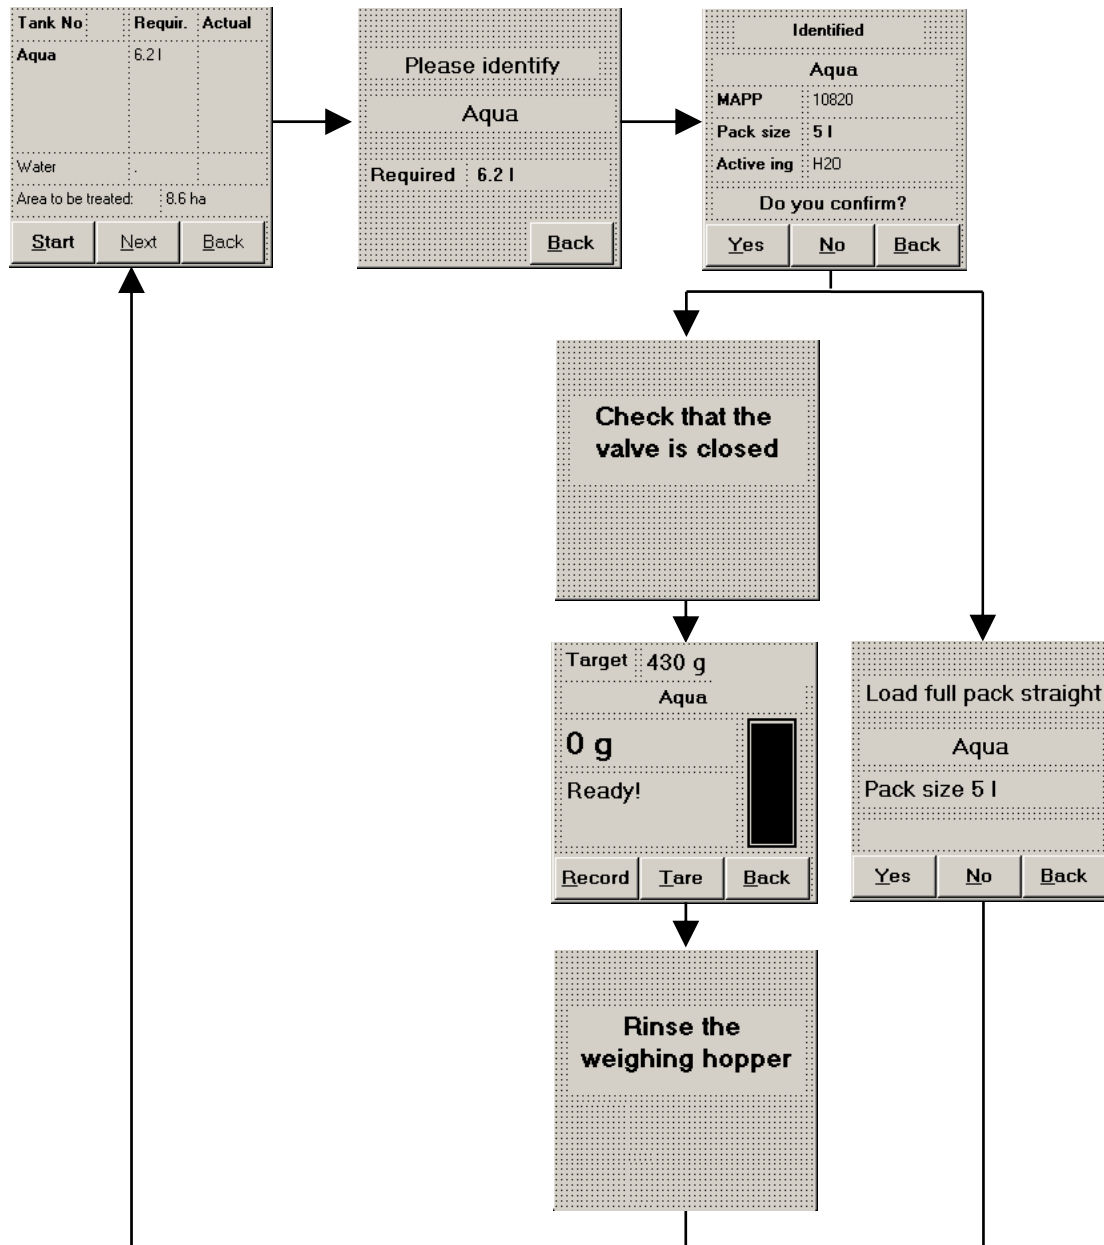 Tank No Requir. Actual
Aqua 6.2 l
Water .
Area to be treated: 8.6 ha
Start Next Back
Please identify
Aqua
Required 6.2 l
Back
Identified
Aqua
MAPP 10820
Pack size 5 l
Active ing H2O
Do you confirm?
Yes No Back
Check that the
valve is closed
Target 430 g
Aqua
0 g
Ready!
Record Tare Back
Load full pack straight
Aqua
Pack size 5 l
Yes No Back
Rinse the
weighing hopper